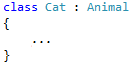 class Cat : Animal
{
    ...
}